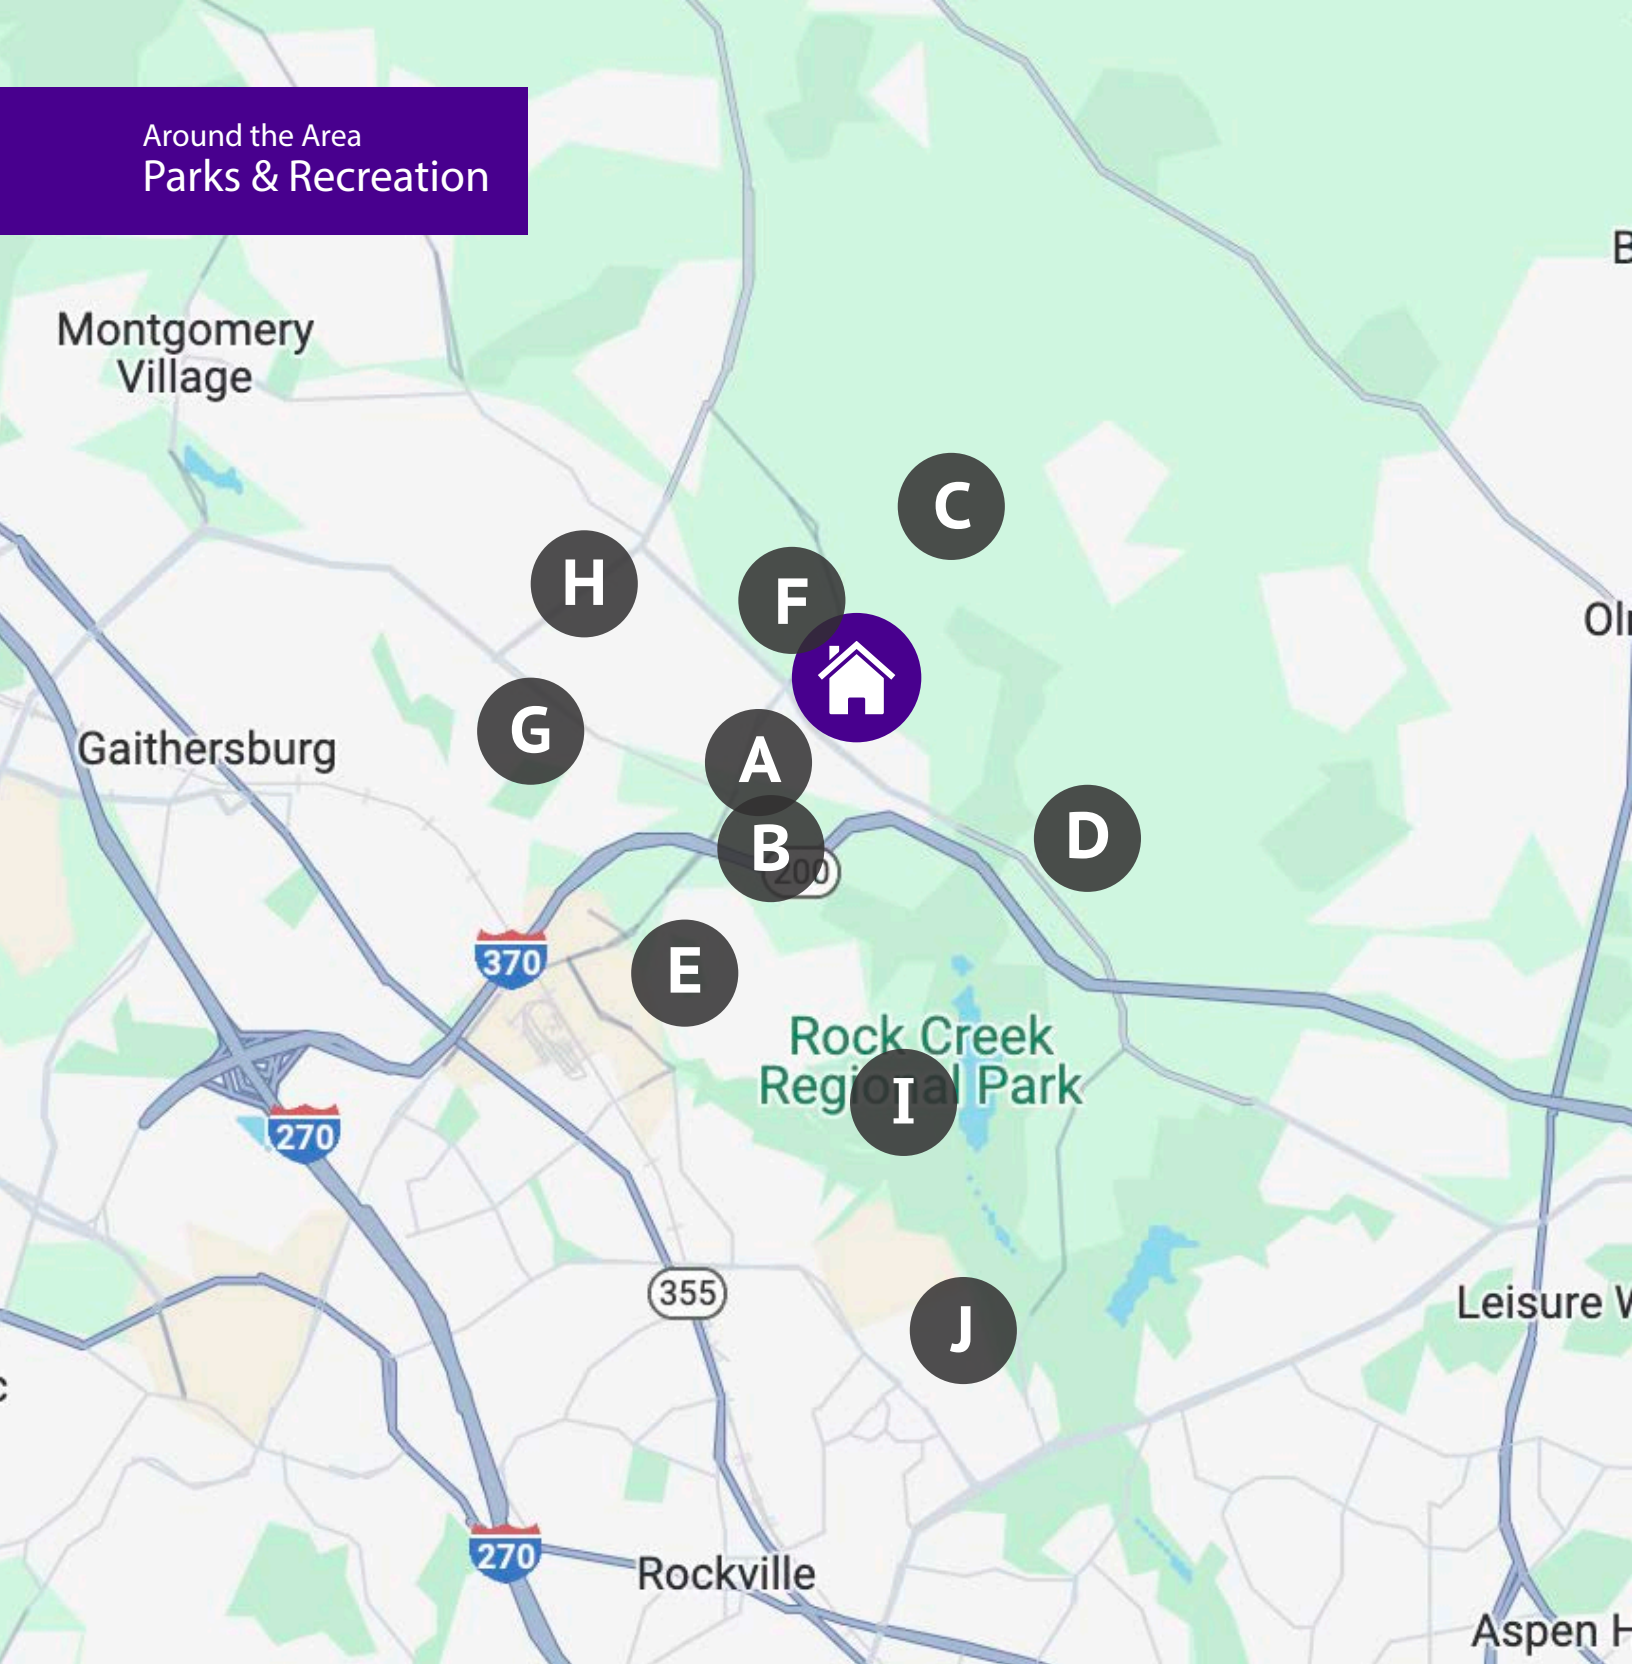 Around the Area
Parks & Recreation
B
Montgomery
Village
C
H
F
Oln
G
Gaithersburg
A
D
B
200
E
370
Rock Creek
Regional Park
I
270
355
Leisure W
J
c
270
Rockville
Aspen H